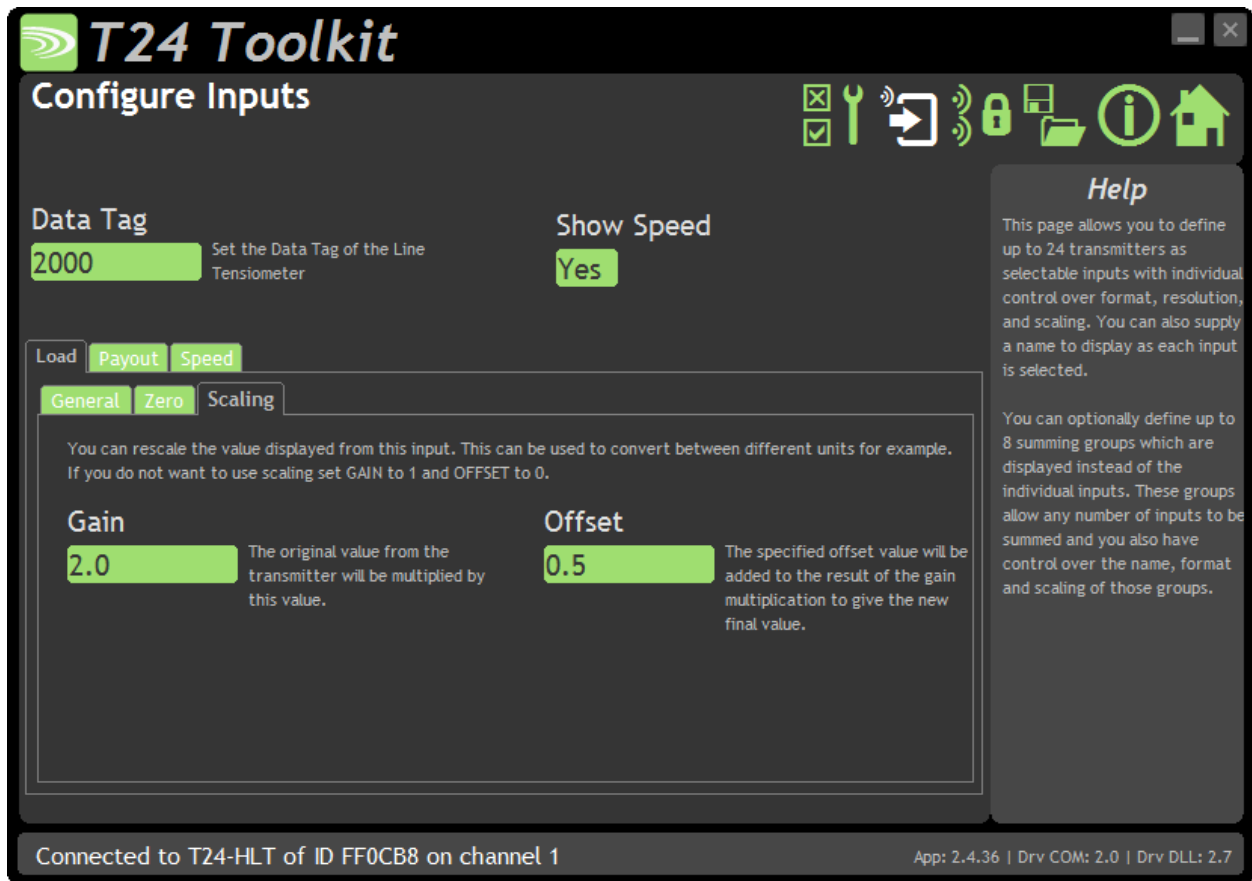 T24 Toolkit
Configure Inputs
Data Tag
2000
Set the Data Tag of the Line
Tensiometer
Show Speed
Yes
Load
Payout
Speed
General
Zero
Scaling
You can rescale the value displayed from this input. This can be used to convert between different units for example.
If you do not want to use scaling set GAIN to 1 and OFFSET to 0.
Gain
2.0
The original value from the
transmitter will be multiplied by
this value.
Offset
0.5
The specified offset value will be
added to the result of the gain
multiplication to give the new
final value.
Help
This page allows you to define
up to 24 transmitters as
selectable inputs with individual
control over format, resolution,
and scaling. You can also supply
a name to display as each input
is selected.
You can optionally define up to
8 summing groups which are
displayed instead of the
individual inputs. These groups
allow any number of inputs to be
summed and you also have
control over the name, format
and scaling of those groups.
Connected to T24-HLT of ID FF0CB8 on channel 1
App: 2.4.36 | Drv COM: 2.0 | Drv DLL: 2.7